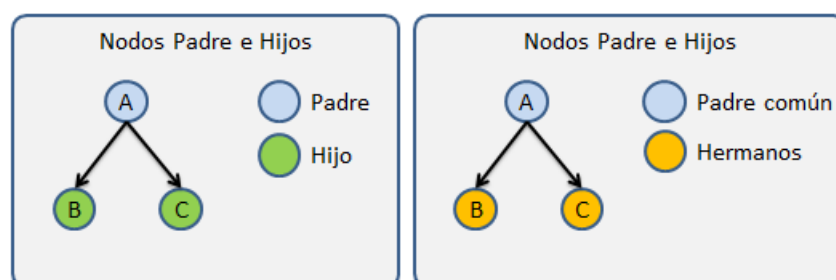 Nodos Padre e Hijos
A
Padre
Hijo
B
C
Nodos Padre e Hijos
A
Padre común
Hermanos
B
C